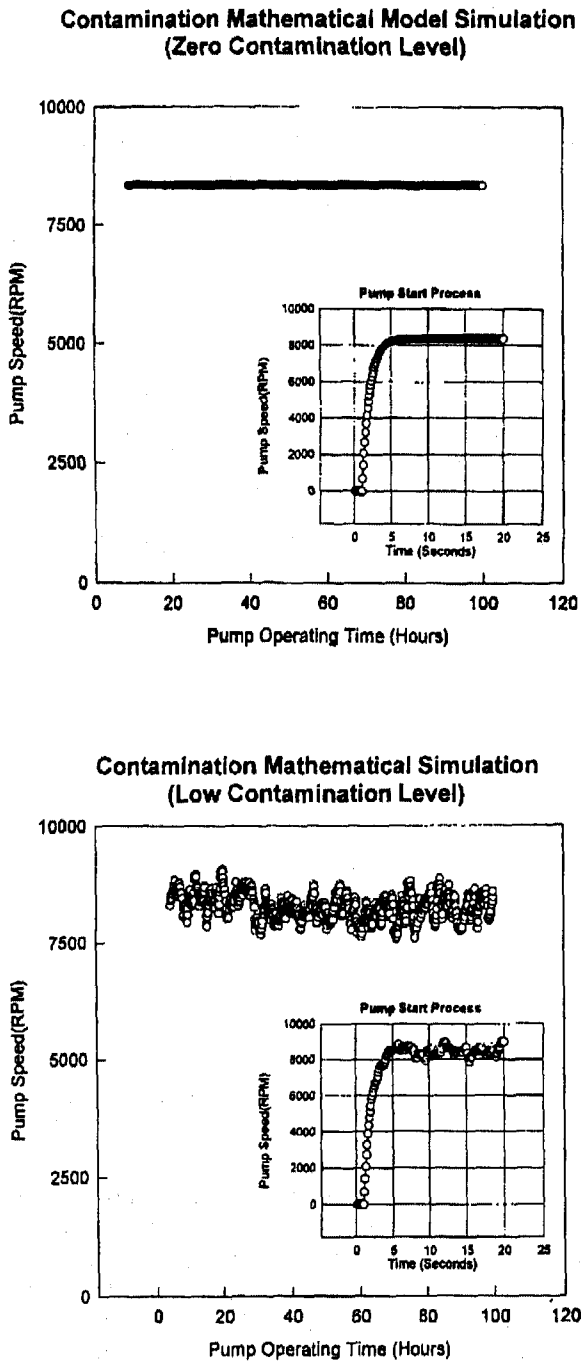 Contamination Mathematical Model Simulation
(Zero Contamination Level)
10000
7500
5000
2500
0
Pump Speed(RPM)
Pump Start Process
10000
8000
6000
4000
2000
0
Pump Speed(RPM)
0 5 10 15 20 25
Time (Seconds)
0 20 40 60 80 100 120
Pump Operating Time (Hours)
Contamination Mathematical Simulation
(Low Contamination Level)
10000
7500
5000
2500
0
Pump Speed(RPM)
Pump Start Process
10000
8000
6000
4000
2000
0
Pump Speed(RPM)
0 5 10 15 20 25
Time (Seconds)
0 20 40 60 80 100 120
Pump Operating Time (Hours)